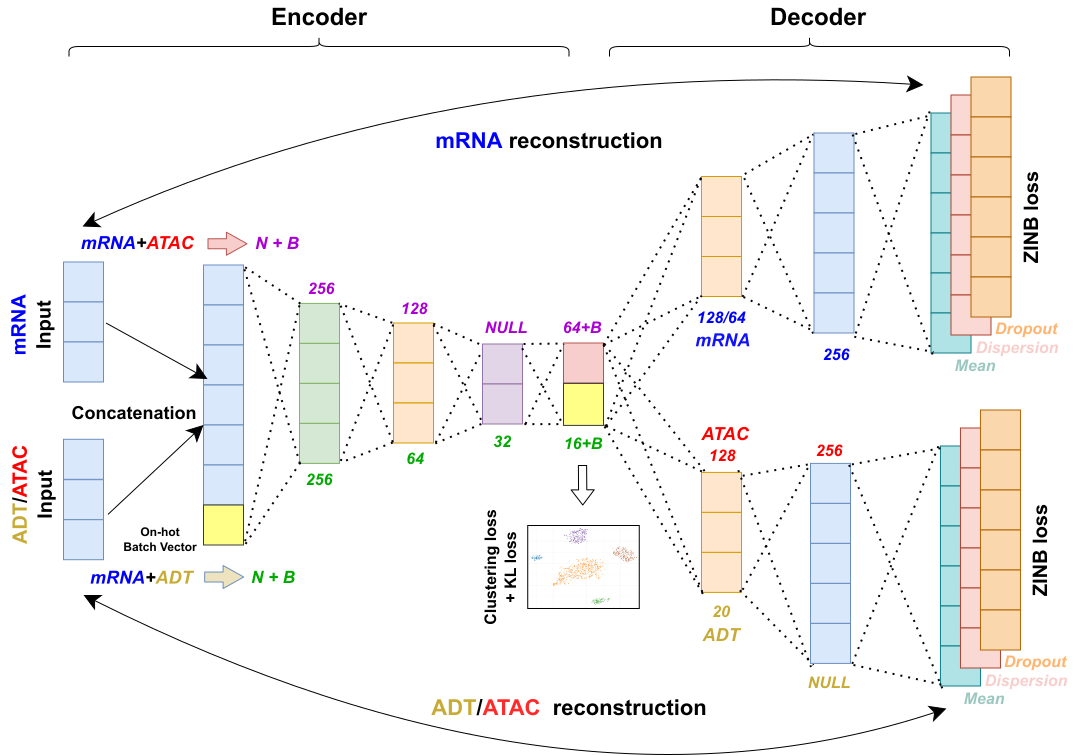 Encoder
Decoder
mRNA reconstruction
mRNA+ATAC
N + B
mRNA
Input
256
128
NULL
64+B
128/64
mRNA
256
ZINB loss
Dropout
Dispersion
Mean
Concatenation
ADT/ATAC
Input
On-hot
Batch Vector
256
64
32
16+B
mRNA+ADT
N + B
Clustering loss
+ KL loss
ATAC
128
256
20
ADT
NULL
ZINB loss
Dropout
Dispersion
Mean
ADT/ATAC reconstruction